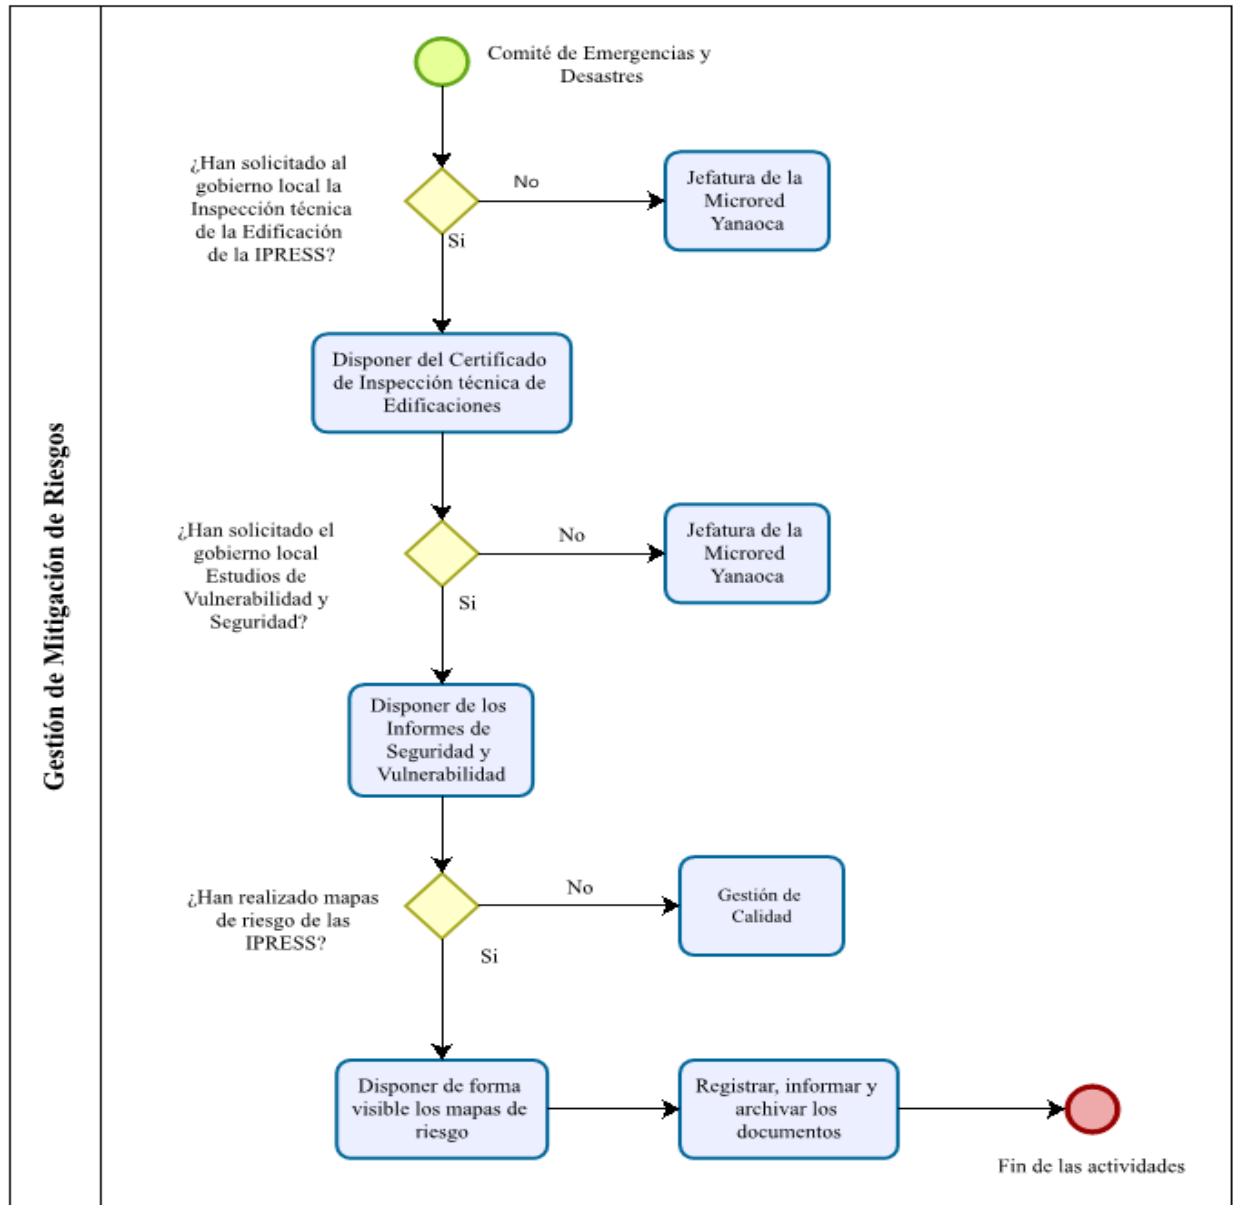 Gestión de Mitigación de Riesgos
Comité de Emergencias y
Desastres
¿Han solicitado al
gobierno local la
Inspección técnica
de la Edificación
de la IPRESS?
No
Jefatura de la
Microred
Yanaoca
Si
Disponer del Certificado
de Inspección técnica de
Edificaciones
¿Han solicitado el
gobierno local
Estudios de
Vulnerabilidad y
Seguridad?
No
Jefatura de la
Microred
Yanaoca
Si
Disponer de los
Informes de
Seguridad y
Vulnerabilidad
¿Han realizado mapas
de riesgo de las
IPRESS?
No
Gestión de
Calidad
Si
Disponer de forma
visible los mapas de
riesgo
Registrar, informar y
archivar los
documentos
Fin de las actividades